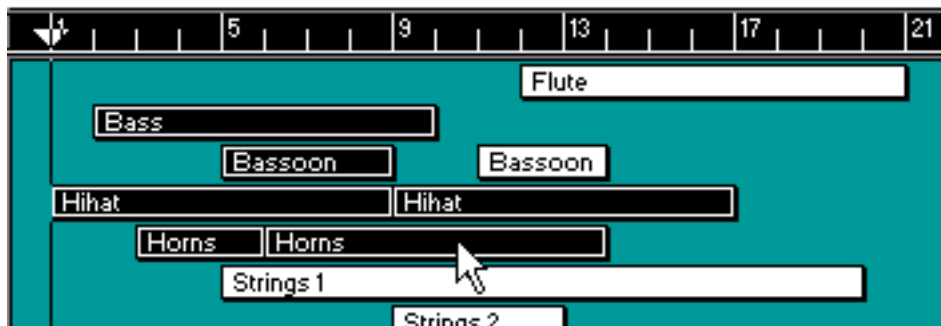 1 5 9 13 17 21
Flute
Bass
Bassoon Bassoon
Hihat Hihat
Horns Horns
Strings 1
Strings 2